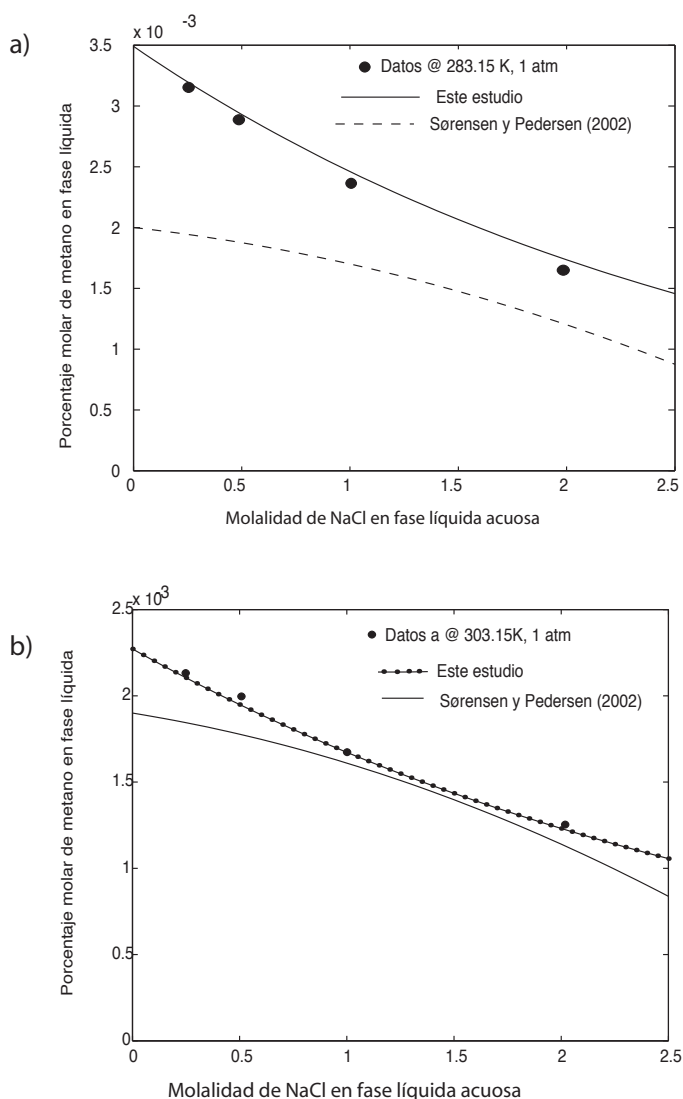 a)
x 10 -3
Datos @ 283.15 K, 1 atm
Este estudio
Sørensen y Pedersen (2002)
3.5
3
2.5
2
1.5
1
0.5
0
Porcentaje molar de metano en fase líquida
0.5
1
1.5
2
2.5
Molalidad de NaCl en fase líquida acuosa
b)
x 10 -3
Datos a @ 303.15K, 1 atm
Este estudio
Sørensen y Pedersen (2002)
2.5
2
1.5
1
0.5
0
Porcentaje molar de metano en fase líquida
0
0.5
1
1.5
2
2.5
Molalidad de NaCl en fase líquida acuosa